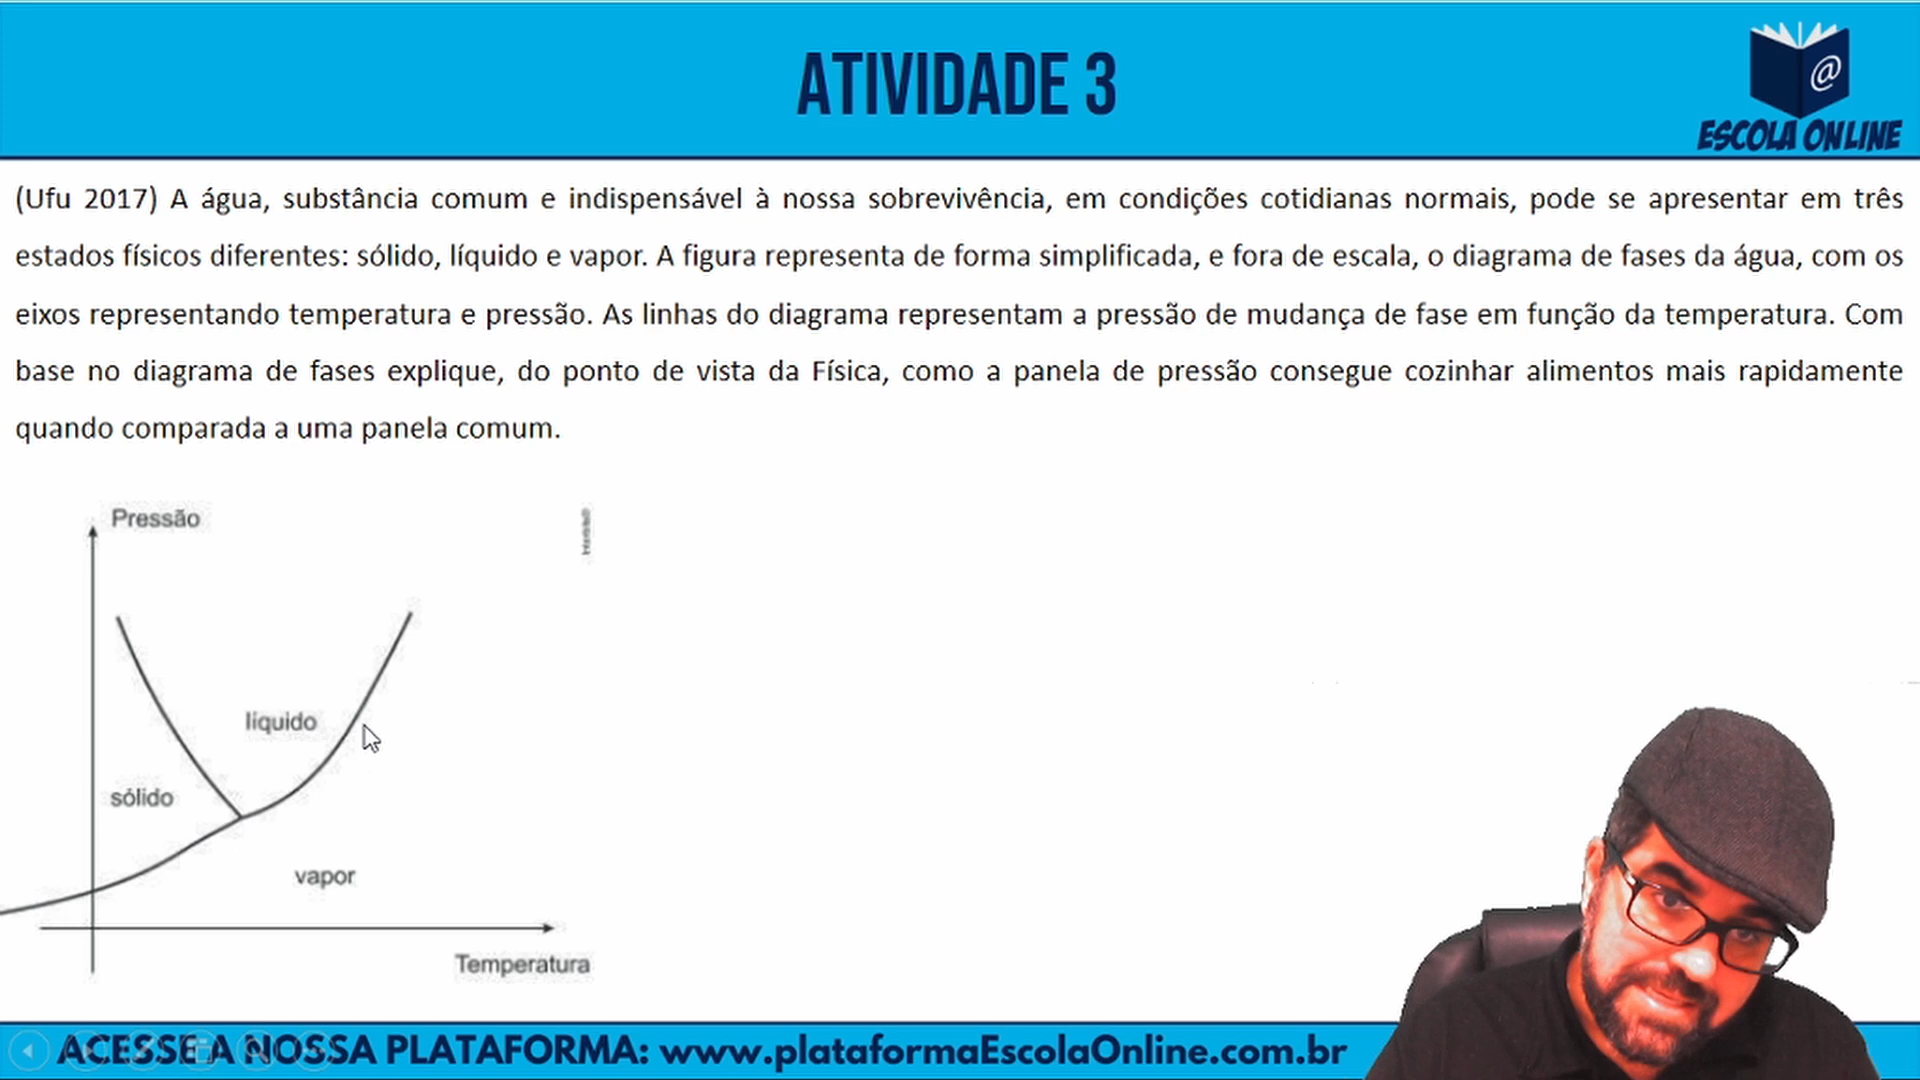 ATIVIDADE 3
@
ESCOLA ONLINE
(Ufu 2017) A água, substância comum e indispensável à nossa sobrevivência, em condições cotidianas normais, pode se apresentar em três
estados físicos diferentes: sólido, líquido e vapor. A figura representa de forma simplificada, e fora de escala, o diagrama de fases da água, com os
eixos representando temperatura e pressão. As linhas do diagrama representam a pressão de mudança de fase em função da temperatura. Com
base no diagrama de fases explique, do ponto de vista da Física, como a panela de pressão consegue cozinhar alimentos mais rapidamente
quando comparada a uma panela comum.
Pressão
líquido
sólido
vapor
Temperatura
ACESSE A NOSSA PLATAFORMA: www.plataformaEscolaOnline.com.br